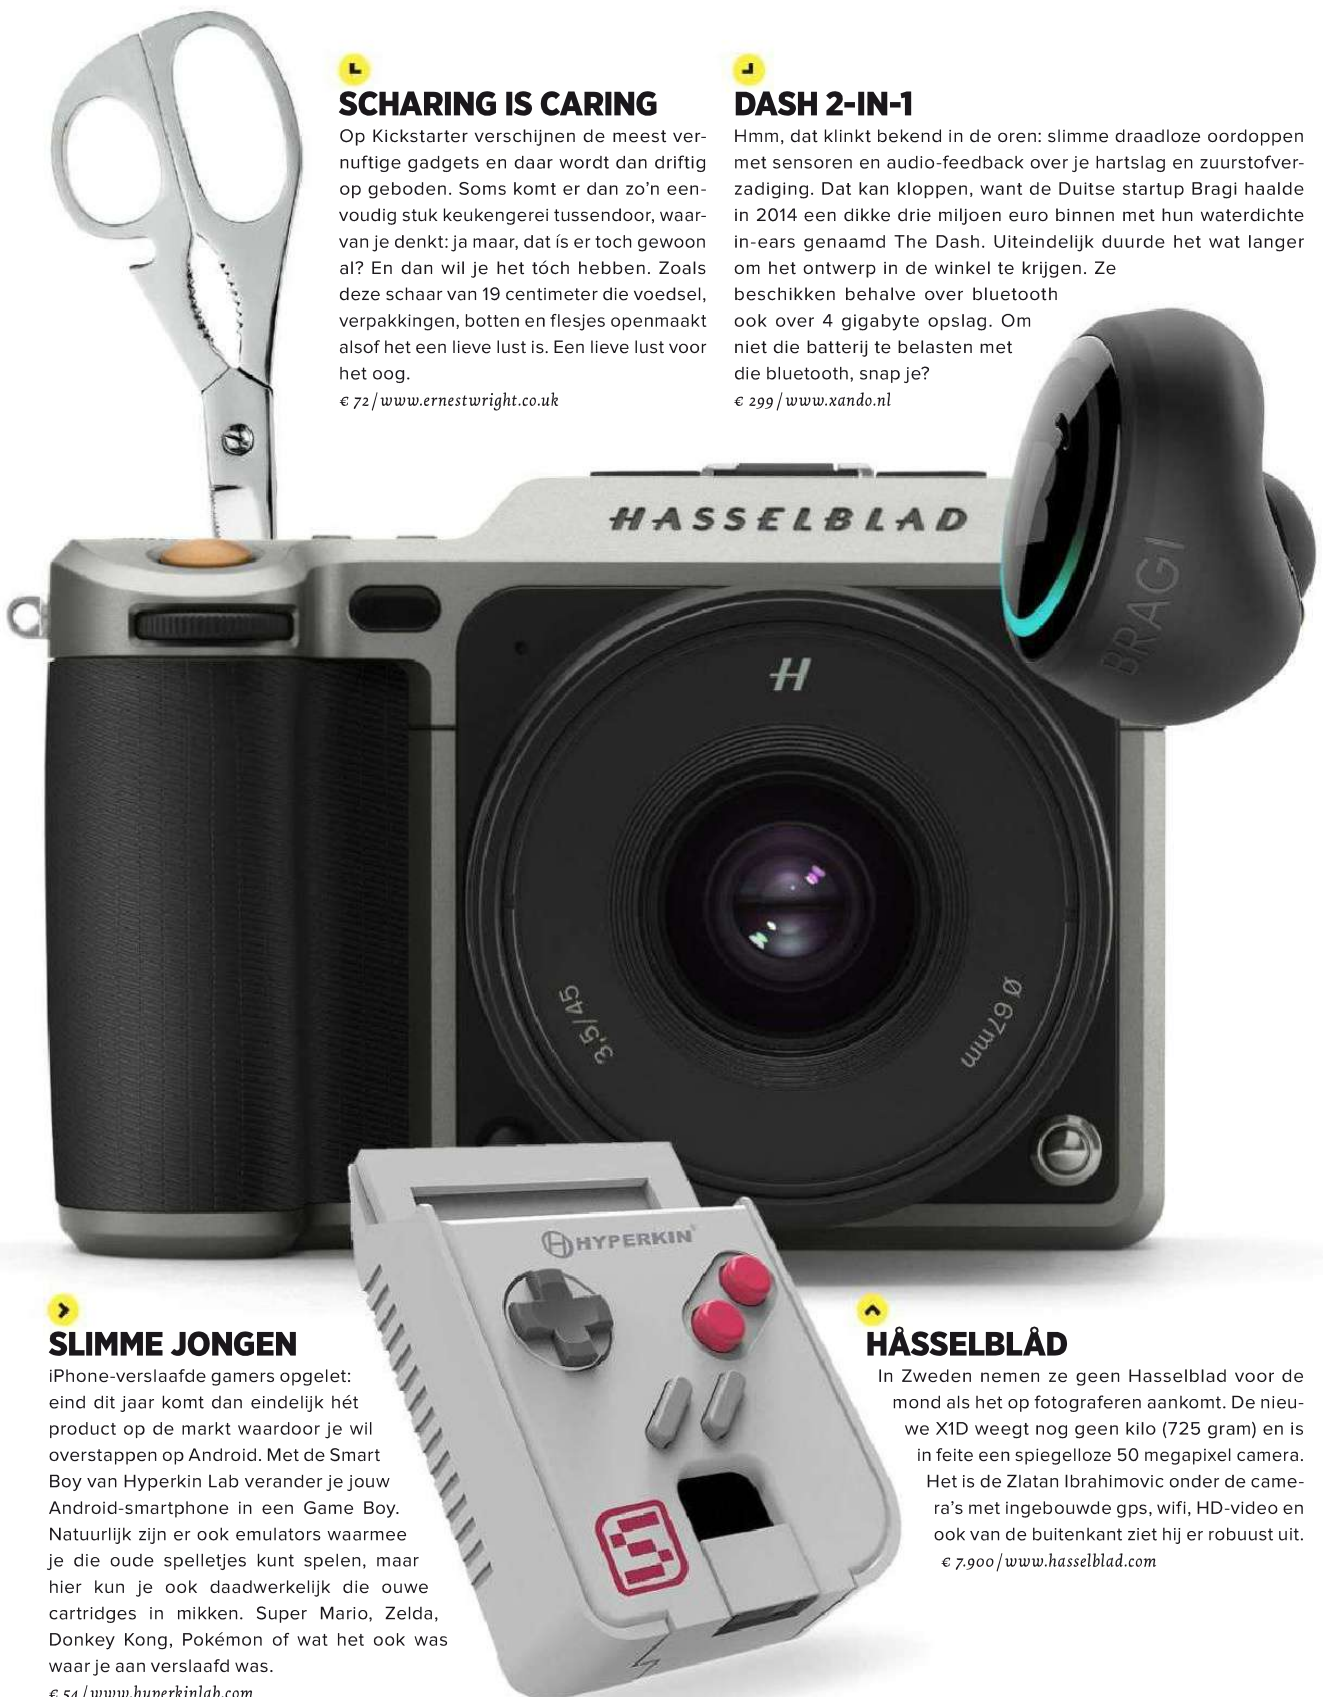 SCHARING IS CARING
Op Kickstarter verschijnen de meest ver-
nuftige gadgets en daar wordt dan driftig
op geboden. Soms komt er dan zo'n een-
voudig stuk keukengerei tussendoor, waar-
van je denkt: ja maar, dat ís er toch gewoon
al? En dan wil je het tóch hebben. Zoals
deze schaar van 19 centimeter die voedsel,
verpakkingen, botten en flesjes openmaakt
alsof het een lieve lust is. Een lieve lust voor
het oog.
€ 72 / www.ernestwright.co.uk
DASH 2-IN-1
Hmm, dat klinkt bekend in de oren: slimme draadloze oordoppen
met sensoren en audio-feedback over je hartslag en zuurstofver-
zadiging. Dat kan kloppen, want de Duitse startup Bragi haalde
in 2014 een dikke drie miljoen euro binnen met hun waterdichte
in-ears genaamd The Dash. Uiteindelijk duurde het wat langer
om het ontwerp in de winkel te krijgen. Ze
beschikken behalve over bluetooth
ook over 4 gigabyte opslag. Om
niet die batterij te belasten met
die bluetooth, snap je?
€ 299 / www.xando.nl
HASSELBLAD
BRAGI
H
3,5/45
Ø 67mm
HYPERKIN
S
SLIMME JONGEN
iPhone-verslaafde gamers opgelet:
eind dit jaar komt dan eindelijk hét
product op de markt waardoor je wil
overstappen op Android. Met de Smart
Boy van Hyperkin Lab verander je jouw
Android-smartphone in een Game Boy.
Natuurlijk zijn er ook emulators waarmee
je die oude spelletjes kunt spelen, maar
hier kun je ook daadwerkelijk die ouwe
cartridges in mikken. Super Mario, Zelda,
Donkey Kong, Pokémon of wat het ook was
waar je aan verslaafd was.
€ 54 / www.hyperkinlab.com
HÅSSELBLÅD
In Zweden nemen ze geen Hasselblad voor de
mond als het op fotograferen aankomt. De nieu-
we X1D weegt nog geen kilo (725 gram) en is
in feite een spiegelloze 50 megapixel camera.
Het is de Zlatan Ibrahimovic onder de came-
ra's met ingebouwde gps, wifi, HD-video en
ook van de buitenkant ziet hij er robuust uit.
€ 7.900 / www.hasselblad.com